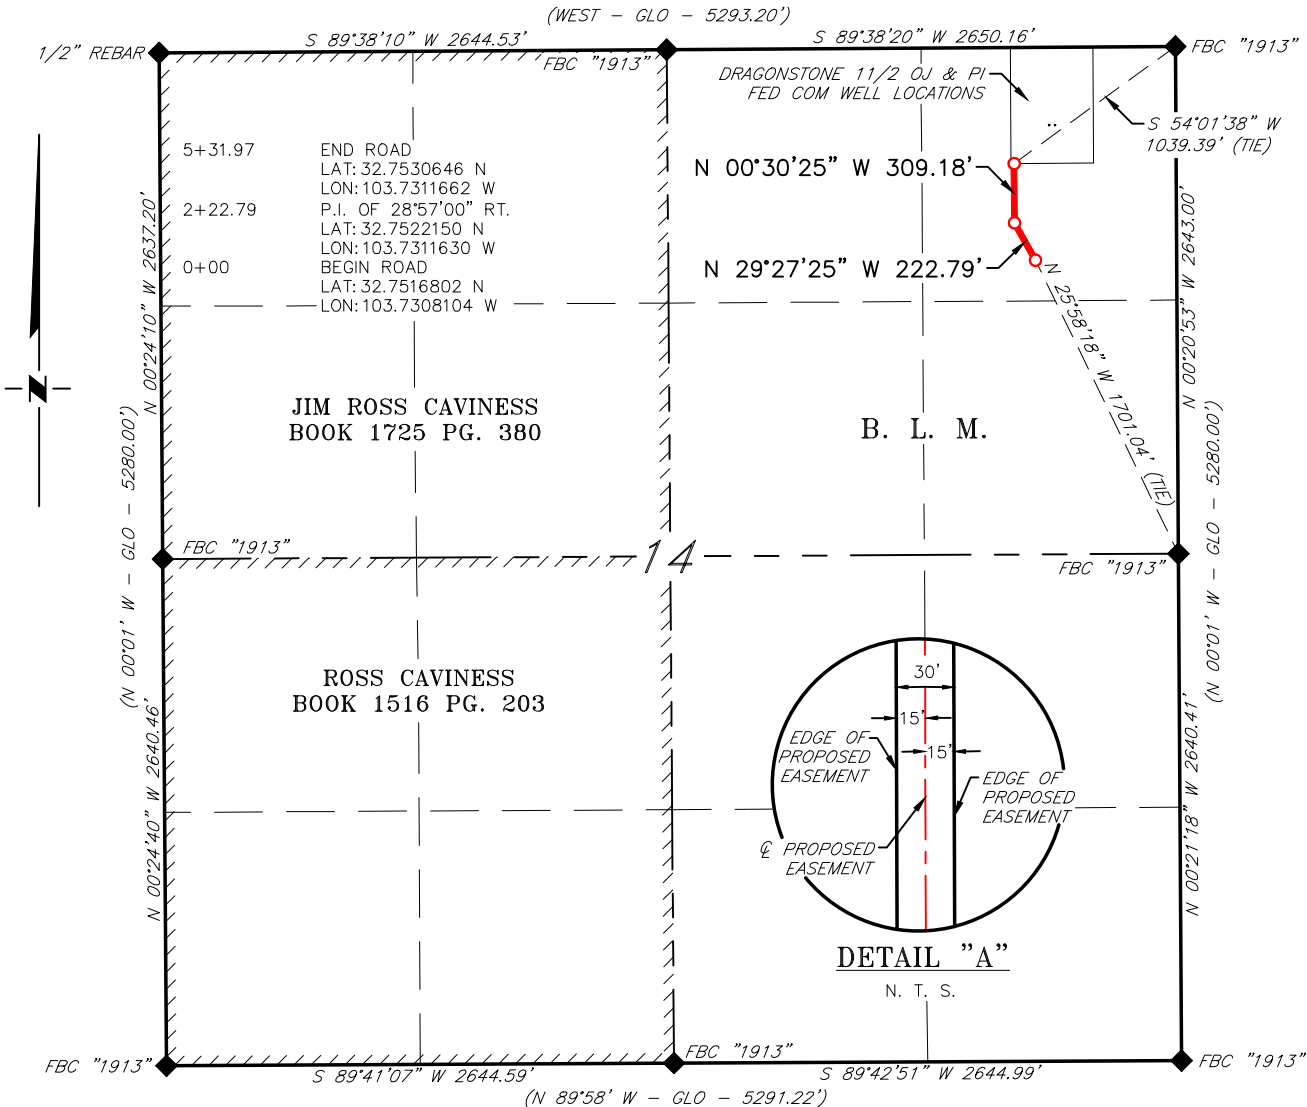 (WEST - GLO - 5293.20')
S 89°38'10" W 2644.53'
S 89°38'20" W 2650.16'
1/2" REBAR
FBC "1913"
FBC "1913"
DRAGONSTONE 11/2 OJ & PI
FED COM WELL LOCATIONS
S 54°01'38" W
1039.39' (TIE)
5+31.97 END ROAD
LAT: 32.7530646 N
LON: 103.7311662 W
2+22.79 P.I. OF 28°57'00" RT.
LAT: 32.7522150 N
LON: 103.7311630 W
0+00 BEGIN ROAD
LAT: 32.7516802 N
LON: 103.7308104 W
N 00°30'25" W 309.18'
N 29°27'25" W 222.79'
N 25°58'18" W 1701.04' (TIE)
N 00°24'10" W 2637.20'
N 00°20'53" W 2643.00'
(N 00°01' W - GLO - 5280.00')
(N 00°01' W - GLO - 5280.00')
N
JIM ROSS CAVINESS
BOOK 1725 PG. 380
B. L. M.
FBC "1913"
14
FBC "1913"
ROSS CAVINESS
BOOK 1516 PG. 203
N 00°24'40" W 2640.46'
N 00°21'18" W 2640.41'
30'
15'
15'
EDGE OF
PROPOSED
EASEMENT
EDGE OF
PROPOSED
EASEMENT
℄ PROPOSED
EASEMENT
DETAIL "A"
N. T. S.
FBC "1913"
FBC "1913"
FBC "1913"
S 89°41'07" W 2644.59'
S 89°42'51" W 2644.99'
(N 89°58' W - GLO - 5291.22')